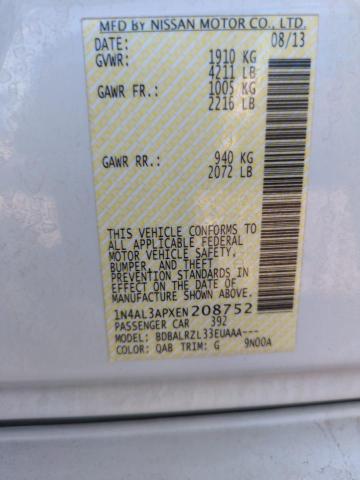 MFD BY NISSAN MOTOR CO., LTD.
DATE: 08/13
GVWR: 1910 KG
4211 LB
GAWR FR.: 1005 KG
2216 LB
GAWR RR.: 940 KG
2072 LB
THIS VEHICLE CONFORMS TO
ALL APPLICABLE FEDERAL
MOTOR VEHICLE SAFETY,
BUMPER, AND THEFT
PREVENTION STANDARDS IN
EFFECT ON THE DATE OF
MANUFACTURE SHOWN ABOVE.
1N4AL3APXEN208752
PASSENGER CAR 392
MODEL: BDBALRZL33EUAAA---
COLOR: QAB TRIM: G 9N00A